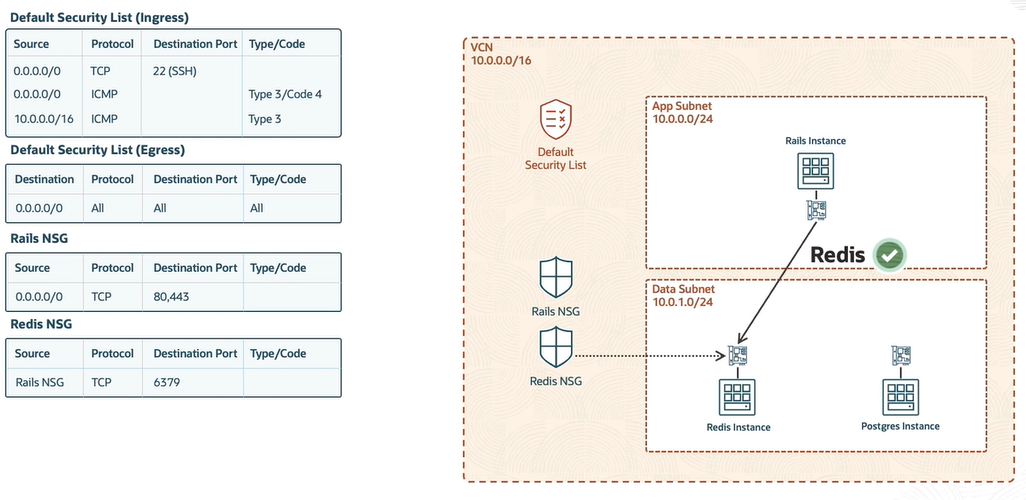 Default Security List (Ingress)
Source Protocol Destination Port Type/Code
0.0.0.0/0 TCP 22 (SSH)
0.0.0.0/0 ICMP Type 3/Code 4
10.0.0.0/16 ICMP Type 3
Default Security List (Egress)
Destination Protocol Destination Port Type/Code
0.0.0.0/0 All All All
Rails NSG
Source Protocol Destination Port Type/Code
0.0.0.0/0 TCP 80,443
Redis NSG
Source Protocol Destination Port Type/Code
Rails NSG TCP 6379
VCN
10.0.0.0/16
Default
Security List
App Subnet
10.0.0.0/24
Rails Instance
Redis
Rails NSG
Redis NSG
Data Subnet
10.0.1.0/24
Redis Instance
Postgres Instance